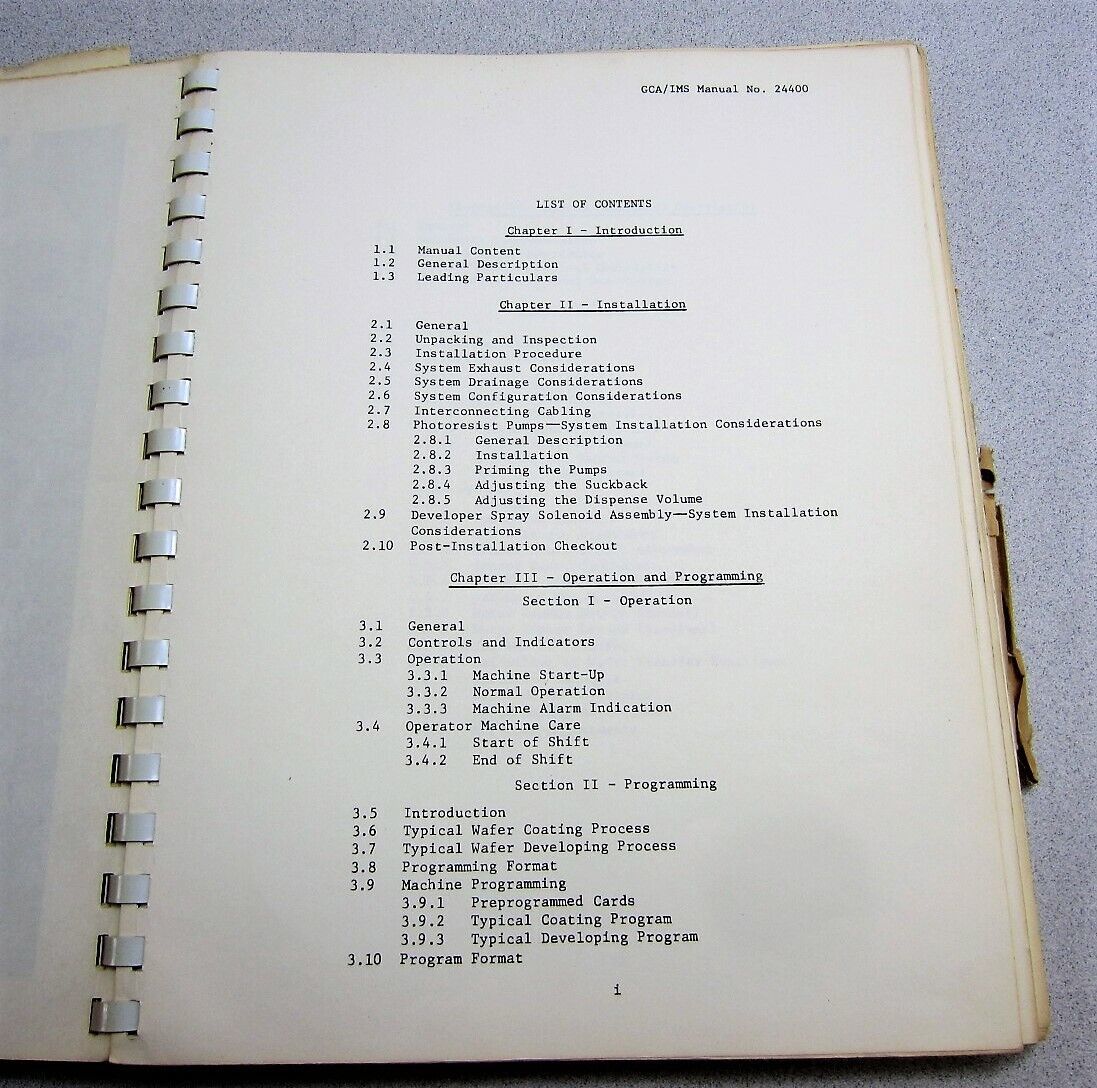 GCA/IMS Manual No. 24400
LIST OF CONTENTS
Chapter I - Introduction
1.1 Manual Content
1.2 General Description
1.3 Leading Particulars
Chapter II - Installation
2.1 General
2.2 Unpacking and Inspection
2.3 Installation Procedure
2.4 System Exhaust Considerations
2.5 System Drainage Considerations
2.6 System Configuration Considerations
2.7 Interconnecting Cabling
2.8 Photoresist Pumps—System Installation Considerations
2.8.1 General Description
2.8.2 Installation
2.8.3 Priming the Pumps
2.8.4 Adjusting the Suckback
2.8.5 Adjusting the Dispense Volume
2.9 Developer Spray Solenoid Assembly—System Installation
Considerations
2.10 Post-Installation Checkout
Chapter III - Operation and Programming
Section I - Operation
3.1 General
3.2 Controls and Indicators
3.3 Operation
3.3.1 Machine Start-Up
3.3.2 Normal Operation
3.3.3 Machine Alarm Indication
3.4 Operator Machine Care
3.4.1 Start of Shift
3.4.2 End of Shift
Section II - Programming
3.5 Introduction
3.6 Typical Wafer Coating Process
3.7 Typical Wafer Developing Process
3.8 Programming Format
3.9 Machine Programming
3.9.1 Preprogrammed Cards
3.9.2 Typical Coating Program
3.9.3 Typical Developing Program
3.10 Program Format
i